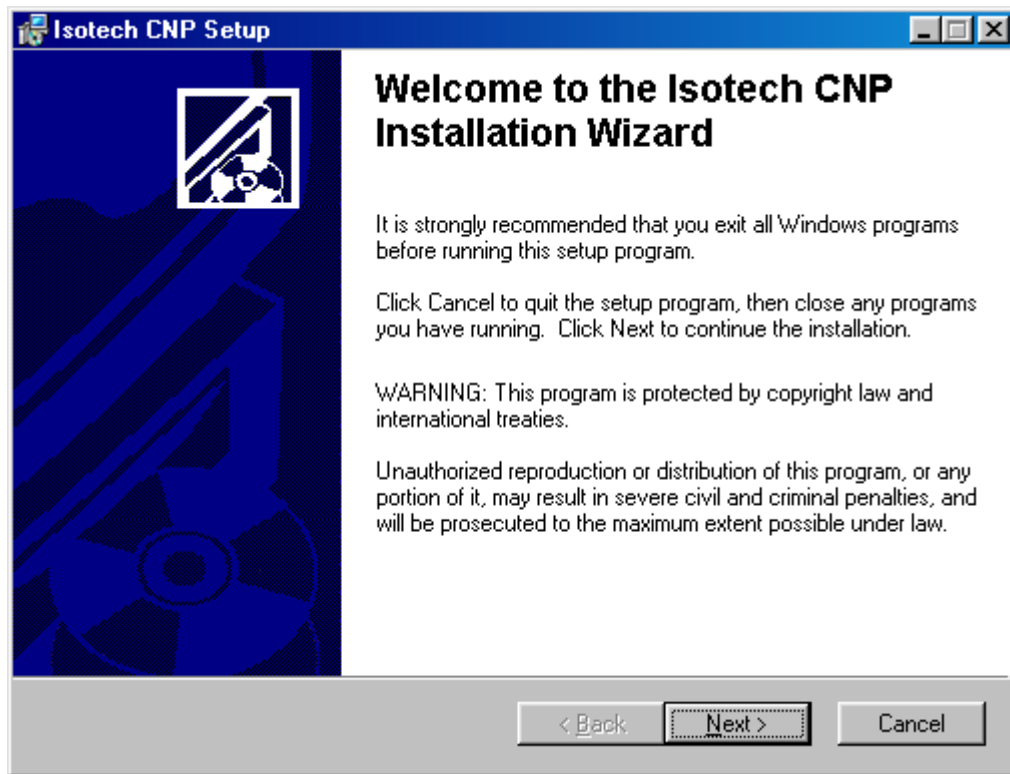 Isotech CNP Setup
Welcome to the Isotech CNP
Installation Wizard
It is strongly recommended that you exit all Windows programs
before running this setup program.
Click Cancel to quit the setup program, then close any programs
you have running.  Click Next to continue the installation.
WARNING: This program is protected by copyright law and
international treaties.
Unauthorized reproduction or distribution of this program, or any
portion of it, may result in severe civil and criminal penalties, and
will be prosecuted to the maximum extent possible under law.
< Back Next > Cancel